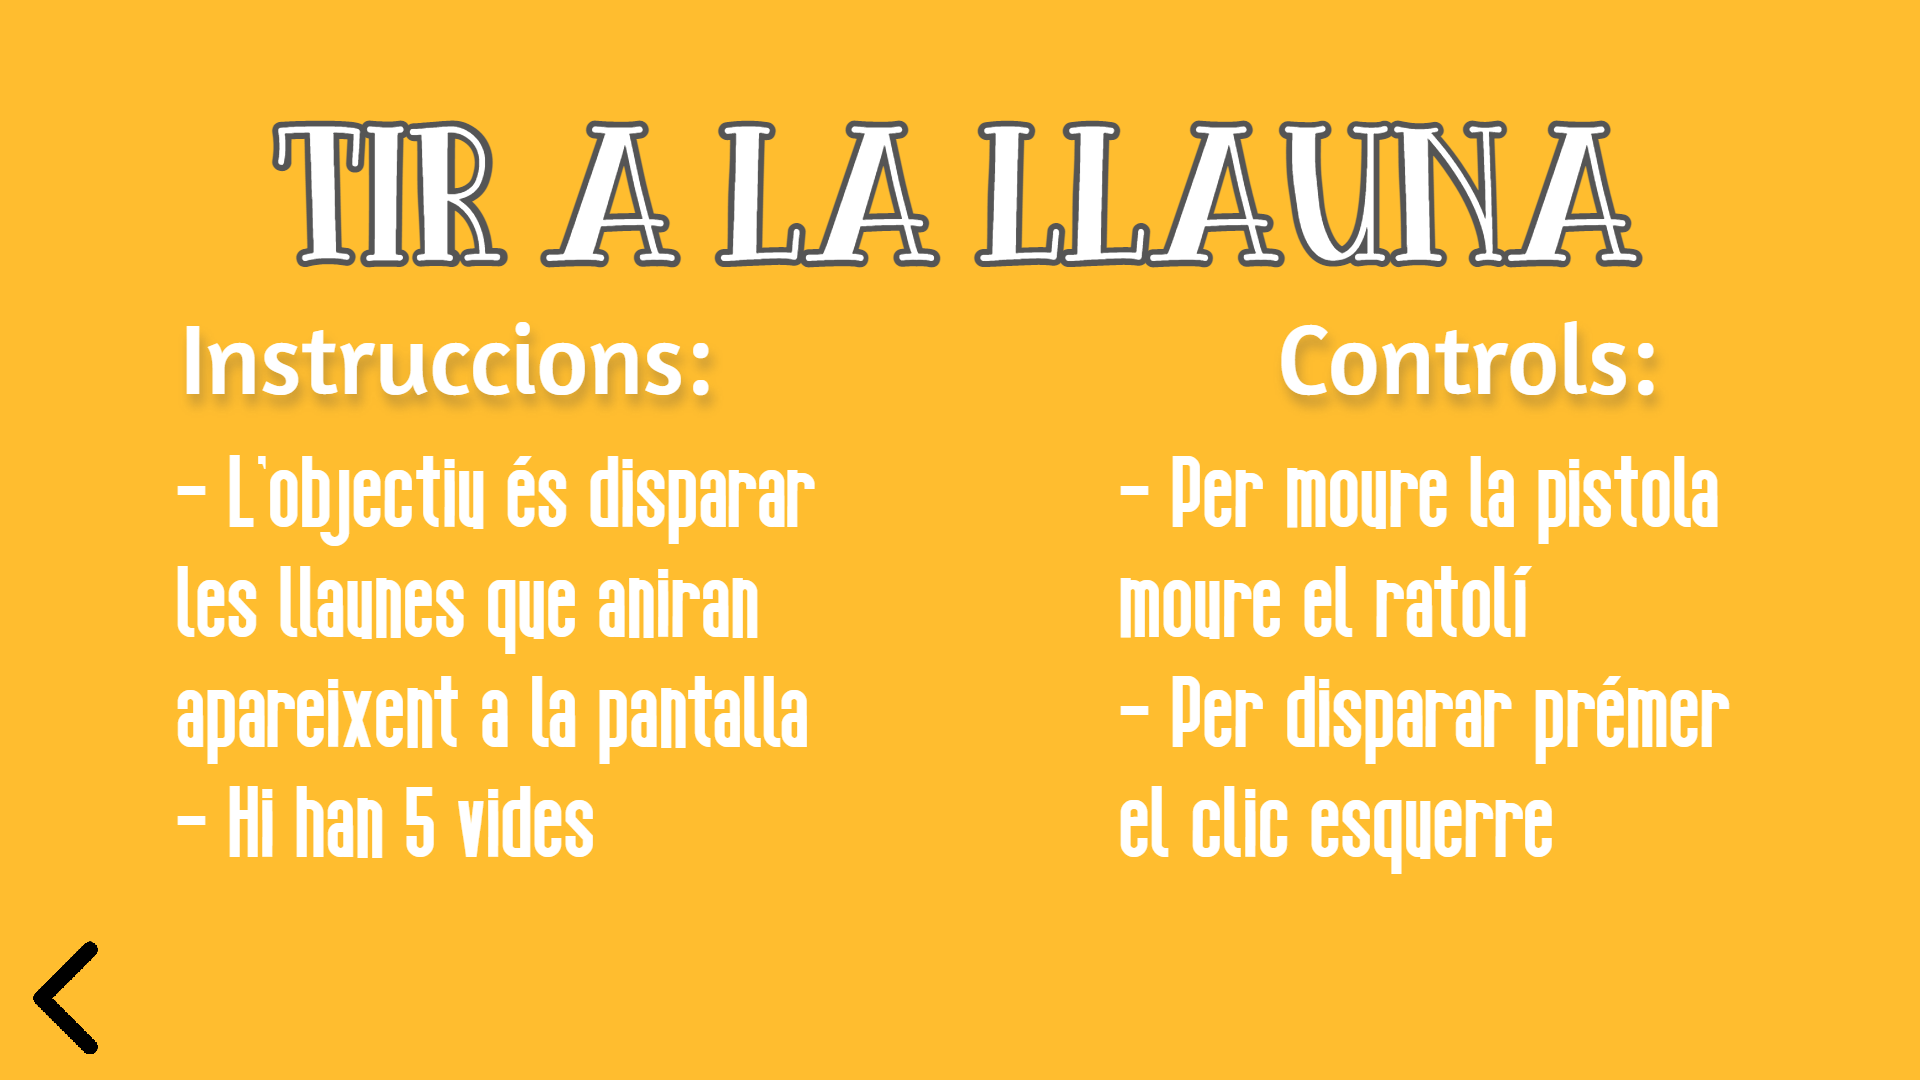 TIR A LA LLAUNA
Instruccions:
- L'objectiu és disparar
les llaunes que aniran
apareixent a la pantalla
- Hi han 5 vides
Controls:
- Per moure la pistola
moure el ratolí
- Per disparar prémer
el clic esquerre